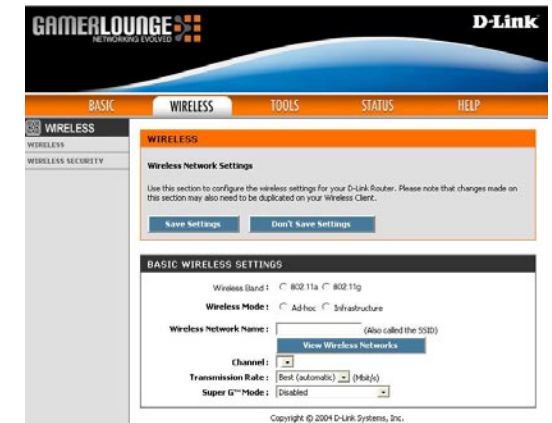 GAMERLOUNGE
NETWORKING EVOLVED
D-Link
BASIC WIRELESS TOOLS STATUS HELP
WIRELESS
WIRELESS
WIRELESS SECURITY
WIRELESS
Wireless Network Settings
Use this section to configure the wireless settings for your D-Link Router. Please note that changes made on
this section may also need to be duplicated on your Wireless Client.
Save Settings Don't Save Settings
BASIC WIRELESS SETTINGS
Wireless Band : 802.11a 802.11g
Wireless Mode : Ad-hoc Infrastructure
Wireless Network Name : (Also called the SSID)
View Wireless Networks
Channel :
Transmission Rate : Best (automatic) (Mbit/s)
Super G™ Mode : Disabled
Copyright © 2004 D-Link Systems, Inc.